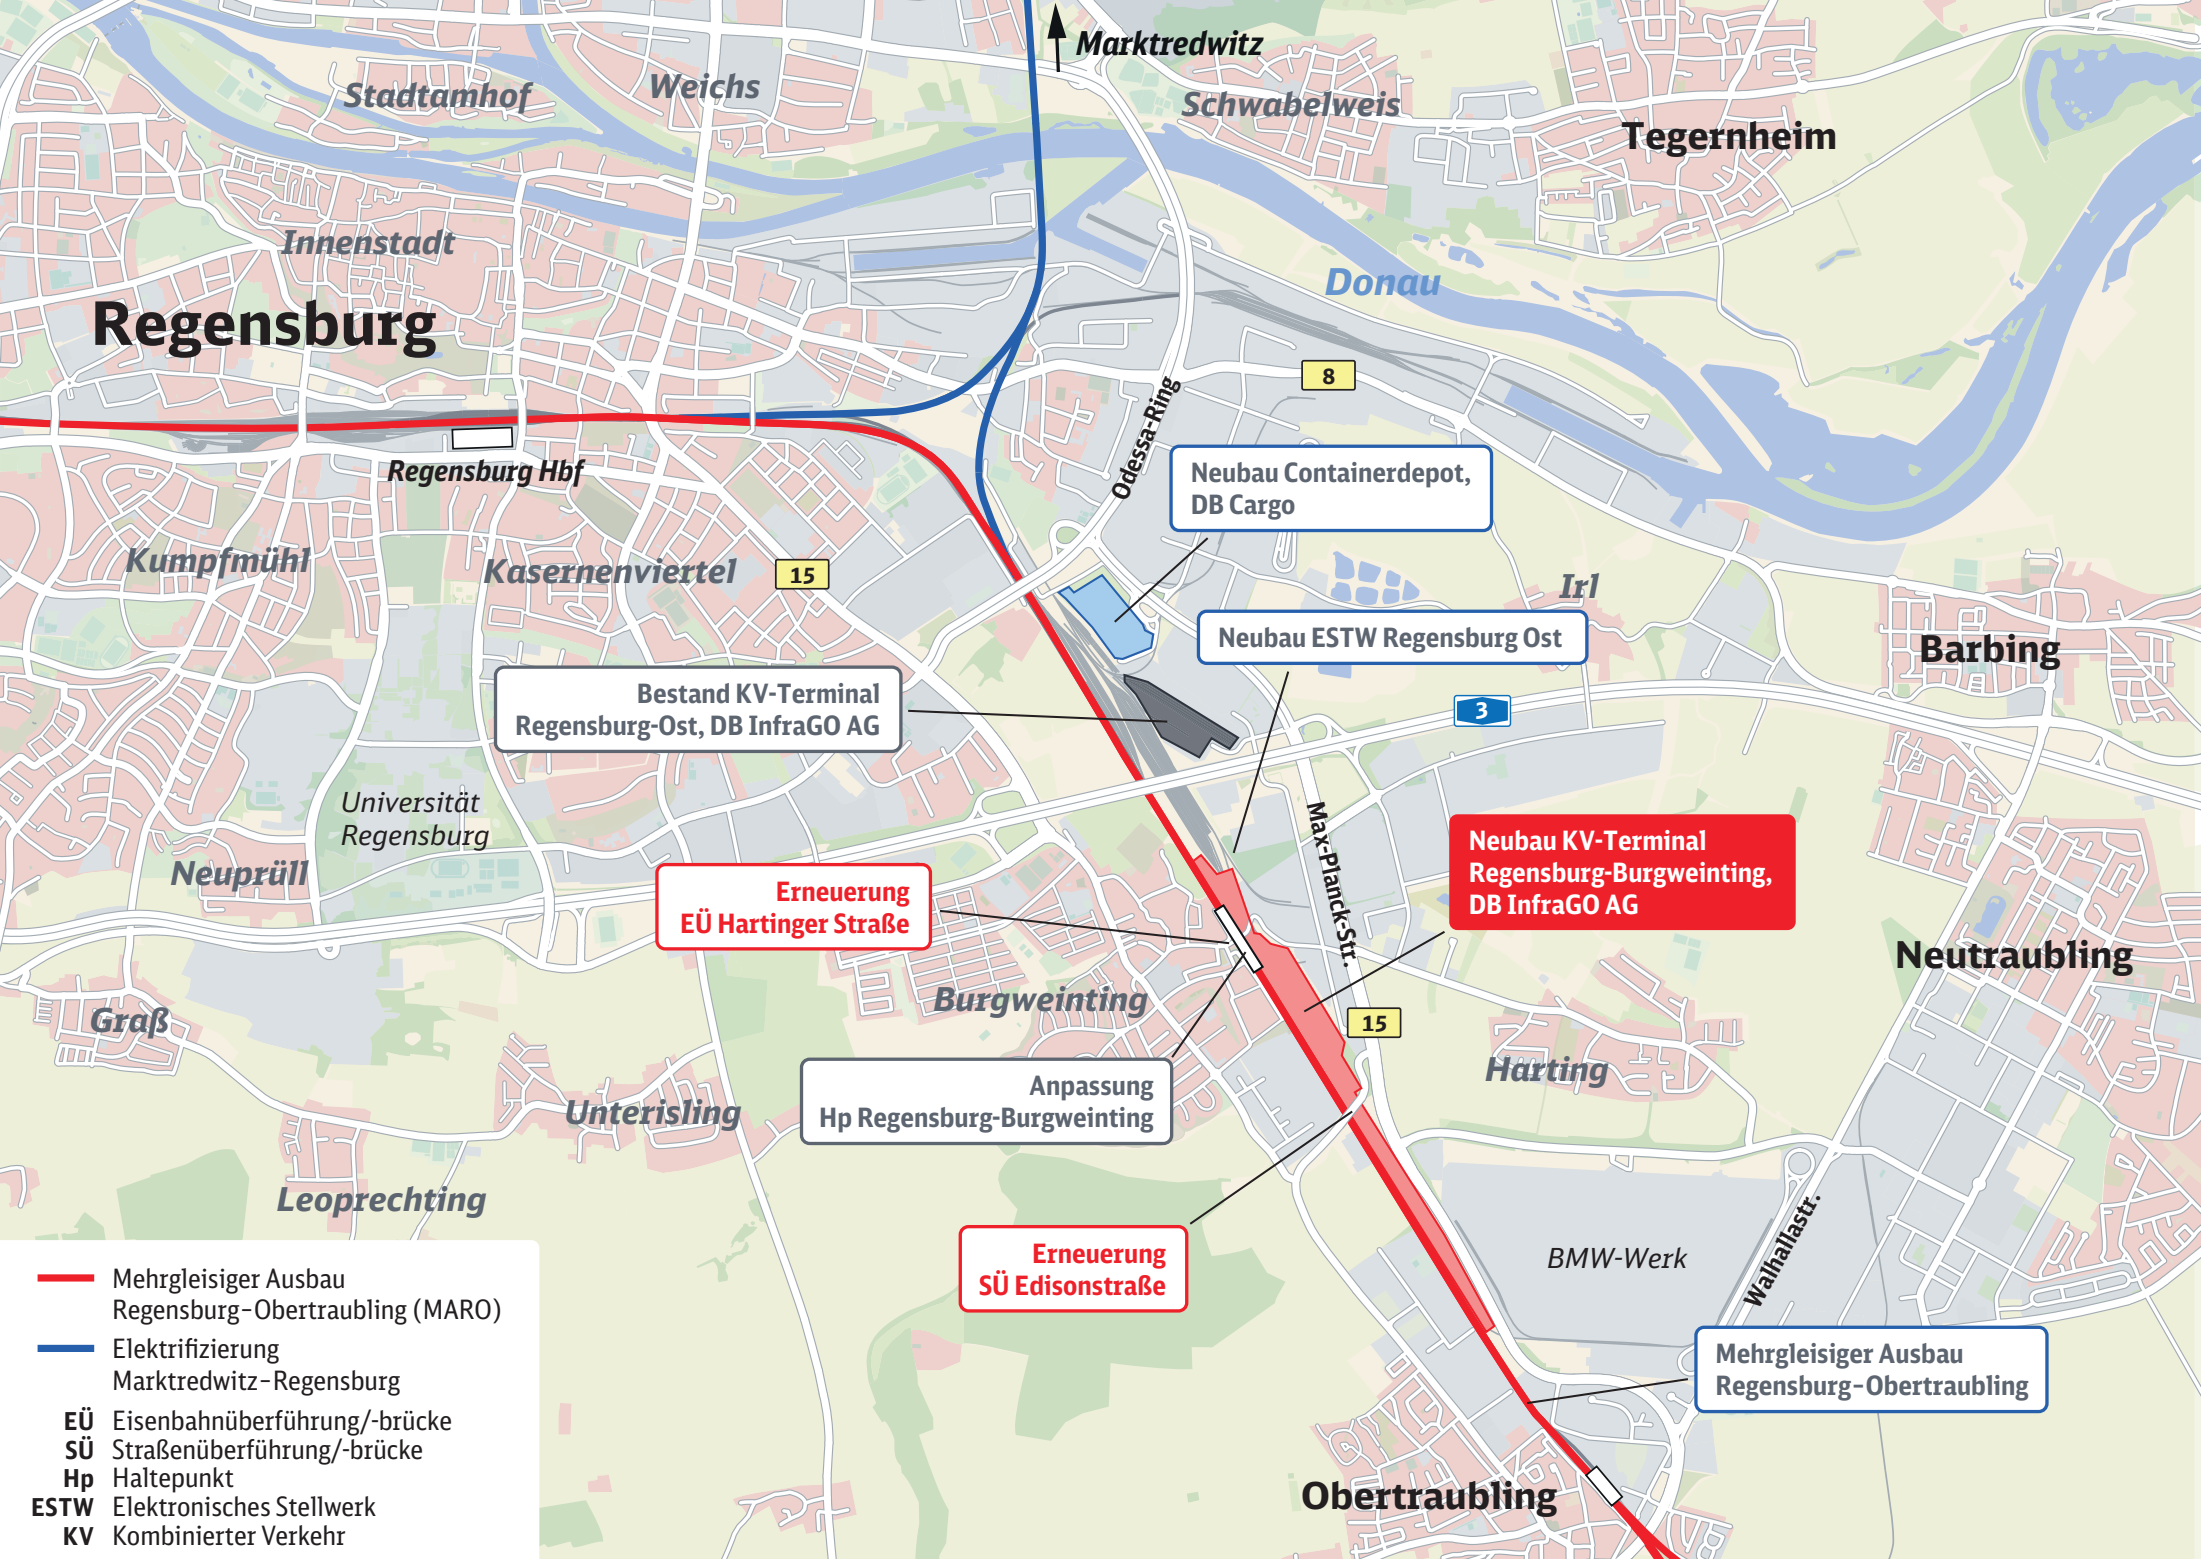 Marktredwitz
Stadtamhof
Weichs
Schwabelweis
Tegernheim
Innenstadt
Donau
Regensburg
8
Odessa-Ring
Regensburg Hbf
Neubau Containerdepot,
DB Cargo
Kumpfmühl
Kasernenviertel
15
Irl
Neubau ESTW Regensburg Ost
Barbing
Bestand KV-Terminal
Regensburg-Ost, DB InfraGO AG
3
Universität
Regensburg
Max-Planck-Str.
Neubau KV-Terminal
Regensburg-Burgweinting,
DB InfraGO AG
Neuprüll
Erneuerung
EÜ Hartinger Straße
Neutraubling
Burgweinting
Graß
15
Harting
Anpassung
Hp Regensburg-Burgweinting
Unterisling
Leoprechting
Erneuerung
SÜ Edisonstraße
BMW-Werk
Walhallastr.
Mehrgleisiger Ausbau
Regensburg–Obertraubling
Obertraubling
Mehrgleisiger Ausbau
Regensburg–Obertraubling (MARO)
Elektrifizierung
Marktredwitz–Regensburg
EÜ Eisenbahnüberführung/-brücke
SÜ Straßenüberführung/-brücke
Hp Haltepunkt
ESTW Elektronisches Stellwerk
KV Kombinierter Verkehr